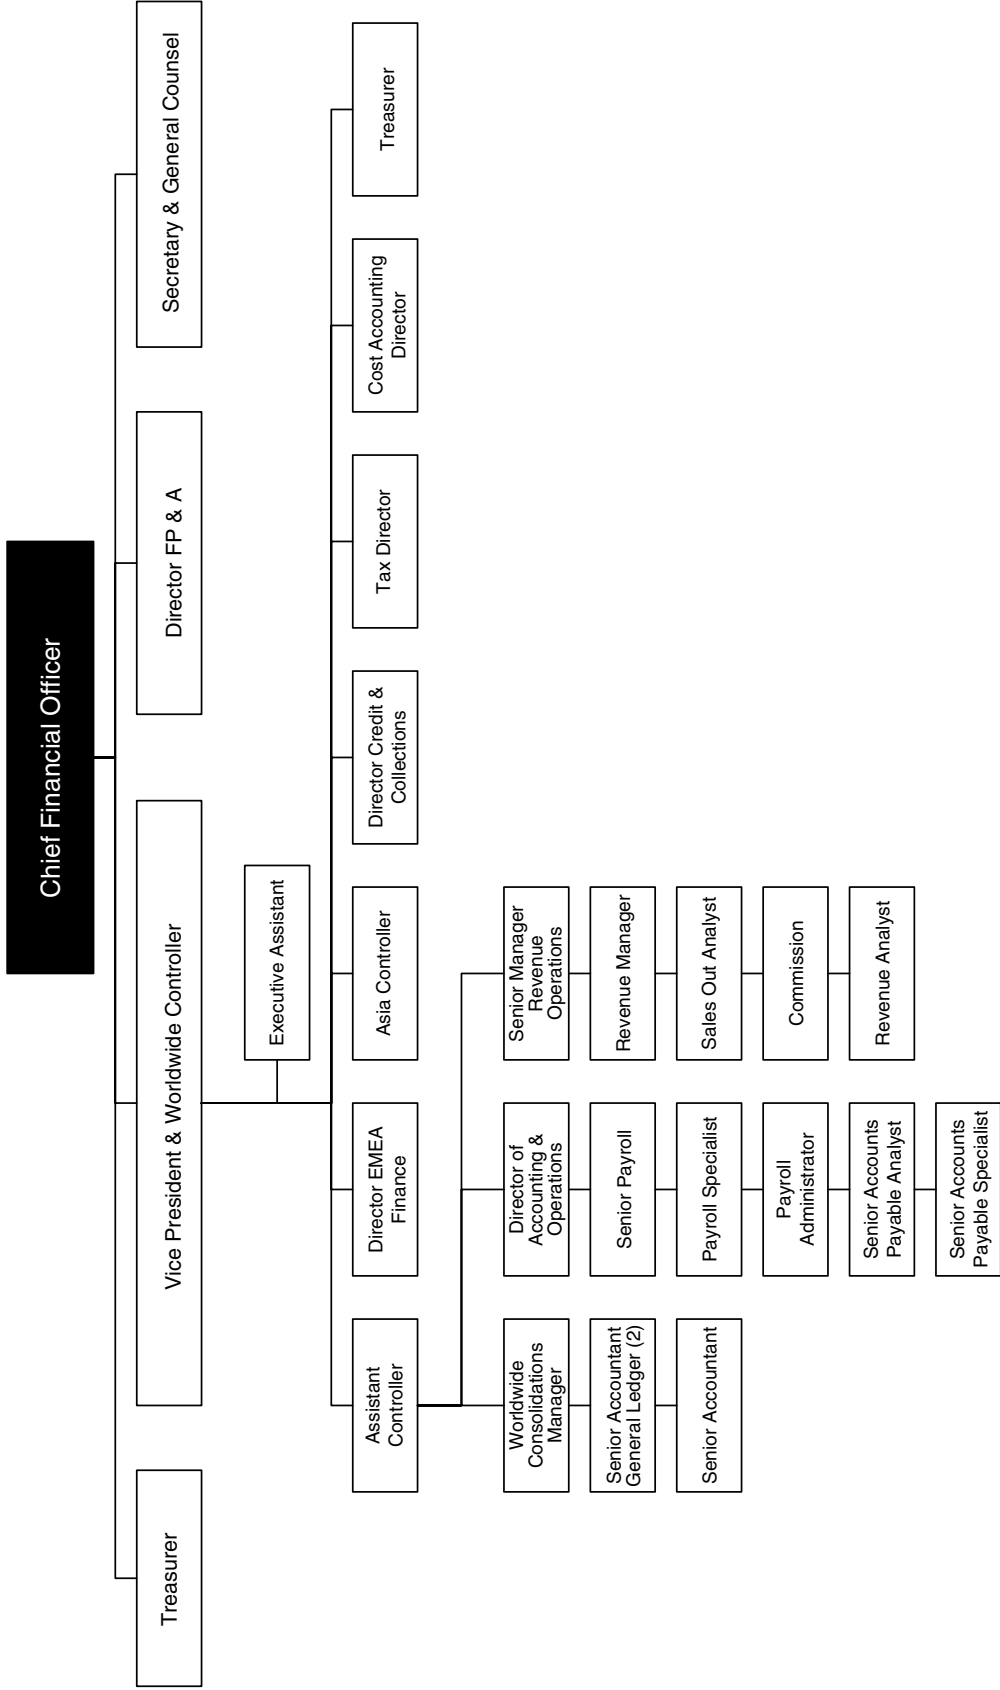 Chief Financial Officer
Treasurer
Vice President & Worldwide Controller
Director FP & A
Secretary & General Counsel
Executive Assistant
Assistant
Controller
Director EMEA
Finance
Asia Controller
Director Credit &
Collections
Tax Director
Cost Accounting
Director
Treasurer
Worldwide
Consolidations
Manager
Senior Accountant
General Ledger (2)
Senior Accountant
Director of
Accounting &
Operations
Senior Payroll
Payroll Specialist
Payroll
Administrator
Senior Accounts
Payable Analyst
Senior Accounts
Payable Specialist
Senior Manager
Revenue
Operations
Revenue Manager
Sales Out Analyst
Commission
Revenue Analyst